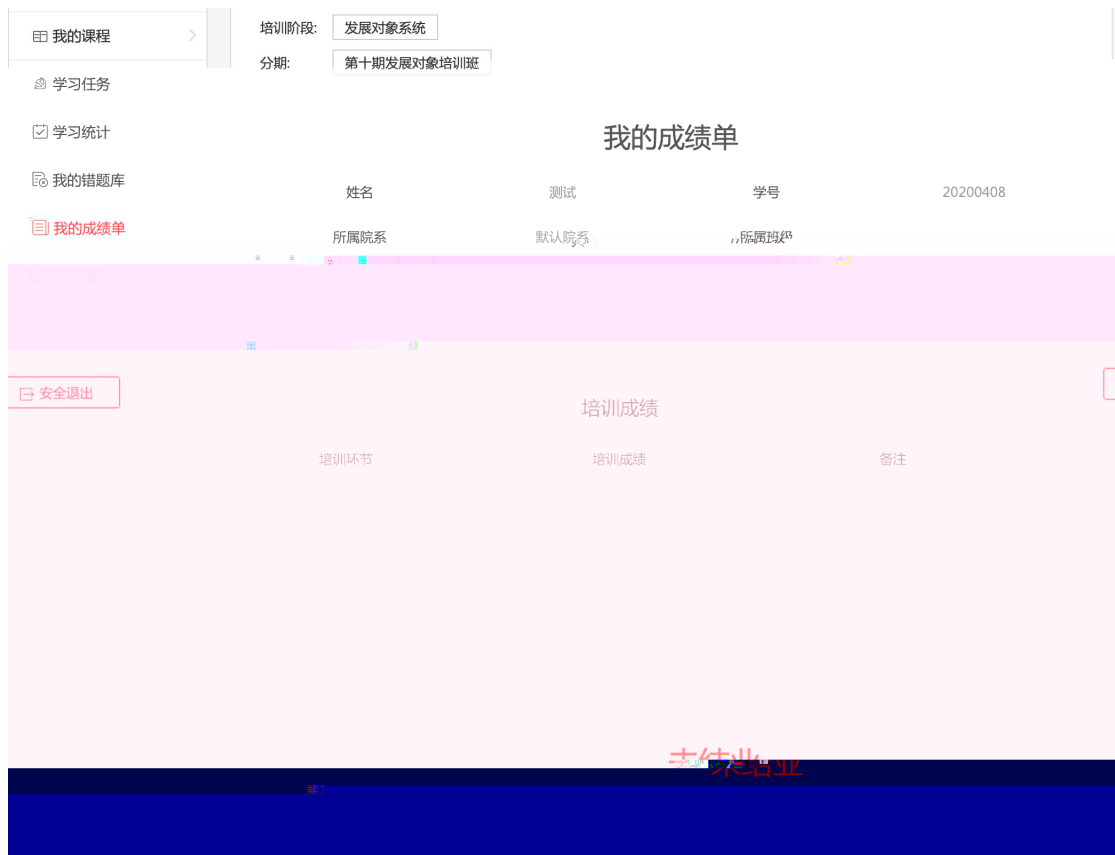 我的课程
培训阶段: 发展对象系统
分期: 第十期发展对象培训班
学习任务
学习统计
我的成绩单
我的错题库
姓名 测试 学号 20200408
我的成绩单
所属院系 默认院系 所属班级
安全退出
培训成绩
培训环节 培训成绩 备注
未结业